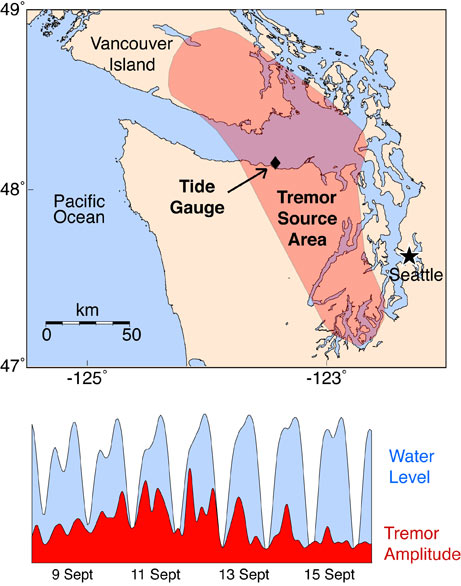 49°
Vancouver
Island
48°
Tide
Gauge
Tremor
Source
Area
Pacific
Ocean
Seattle
km
0 50
47°
-125° -123°
Water
Level
Tremor
Amplitude
9 Sept 11 Sept 13 Sept 15 Sept